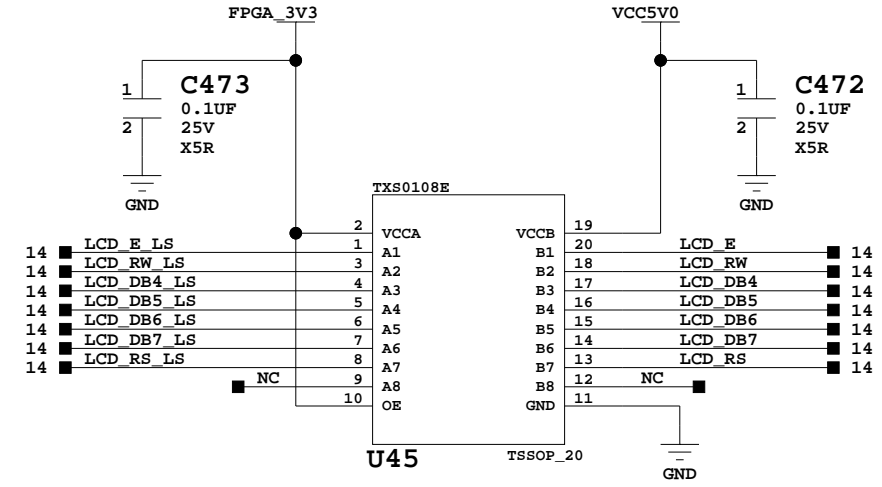 FPGA_3V3 VCC5V0
1 C473 1 C472
0.1UF 0.1UF
2 25V 2 25V
X5R X5R
GND GND
TXS0108E
2 VCCA VCCB 19
14 LCD_E_LS 1 A1 B1 20 LCD_E 14
14 LCD_RW_LS 3 A2 B2 18 LCD_RW 14
14 LCD_DB4_LS 4 A3 B3 17 LCD_DB4 14
14 LCD_DB5_LS 5 A4 B4 16 LCD_DB5 14
14 LCD_DB6_LS 6 A5 B5 15 LCD_DB6 14
14 LCD_DB7_LS 7 A6 B6 14 LCD_DB7 14
14 LCD_RS_LS 8 A7 B7 13 LCD_RS 14
NC 9 A8 B8 12 NC
10 OE GND 11
U45 TSSOP_20
GND